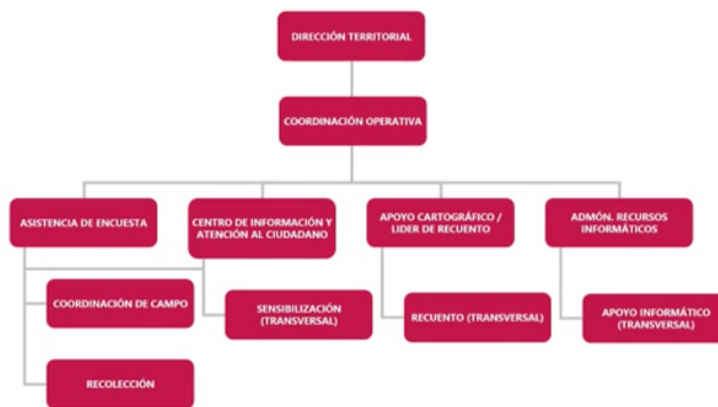 DIRECCIÓN TERRITORIAL
COORDINACIÓN OPERATIVA
ASISTENCIA DE ENCUESTA
CENTRO DE INFORMACIÓN Y
ATENCIÓN AL CIUDADANO
APOYO CARTOGRÁFICO /
LIDER DE RECUENTO
ADMÓN. RECURSOS
INFORMÁTICOS
COORDINACIÓN DE CAMPO
SENSIBILIZACIÓN
(TRANSVERSAL)
RECUENTO (TRANSVERSAL)
APOYO INFORMÁTICO
(TRANSVERSAL)
RECOLECCIÓN